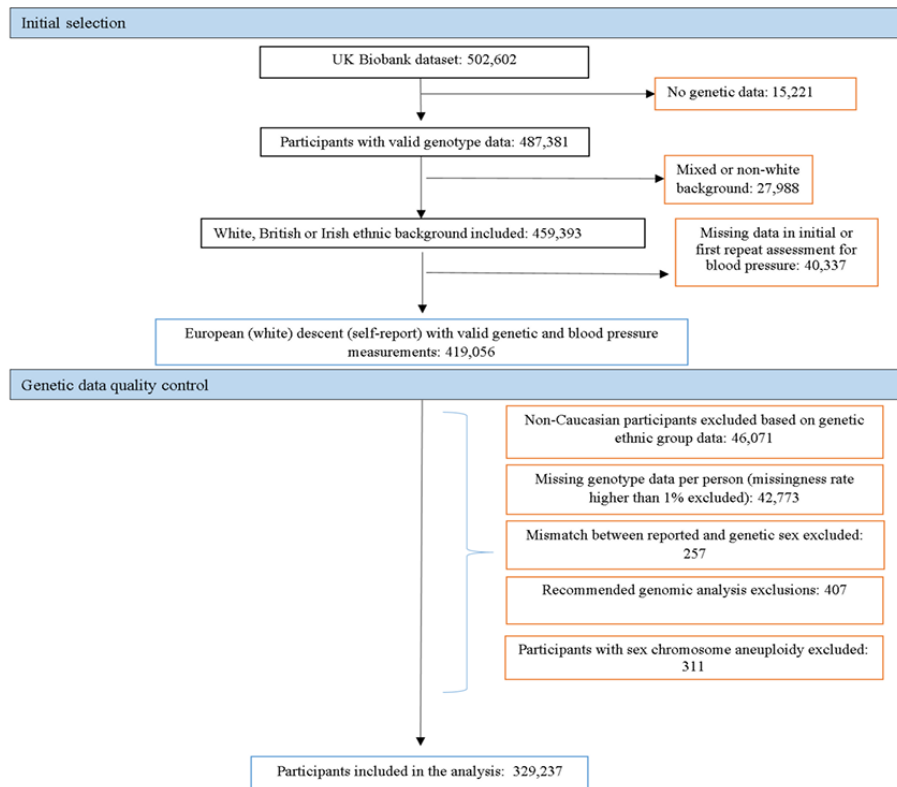 Initial selection
UK Biobank dataset: 502,602
No genetic data: 15,221
Participants with valid genotype data: 487,381
Mixed or non-white
background: 27,988
White, British or Irish ethnic background included: 459,393
Missing data in initial or
first repeat assessment for
blood pressure: 40,337
European (white) descent (self-report) with valid genetic and blood pressure
measurements: 419,056
Genetic data quality control
Non-Caucasian participants excluded based on genetic
ethnic group data: 46,071
Missing genotype data per person (missingness rate
higher than 1% excluded): 42,773
Mismatch between reported and genetic sex excluded:
257
Recommended genomic analysis exclusions: 407
Participants with sex chromosome aneuploidy excluded:
311
Participants included in the analysis: 329,237